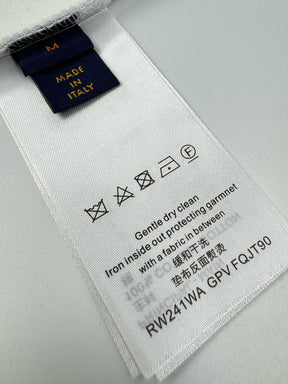 M
MADE
IN
ITALY
Gentle dry clean
Iron inside out protecting garmnet
with a fabric in between
缓和干洗
垫布反面熨烫
RW241WA GPV FQJT90